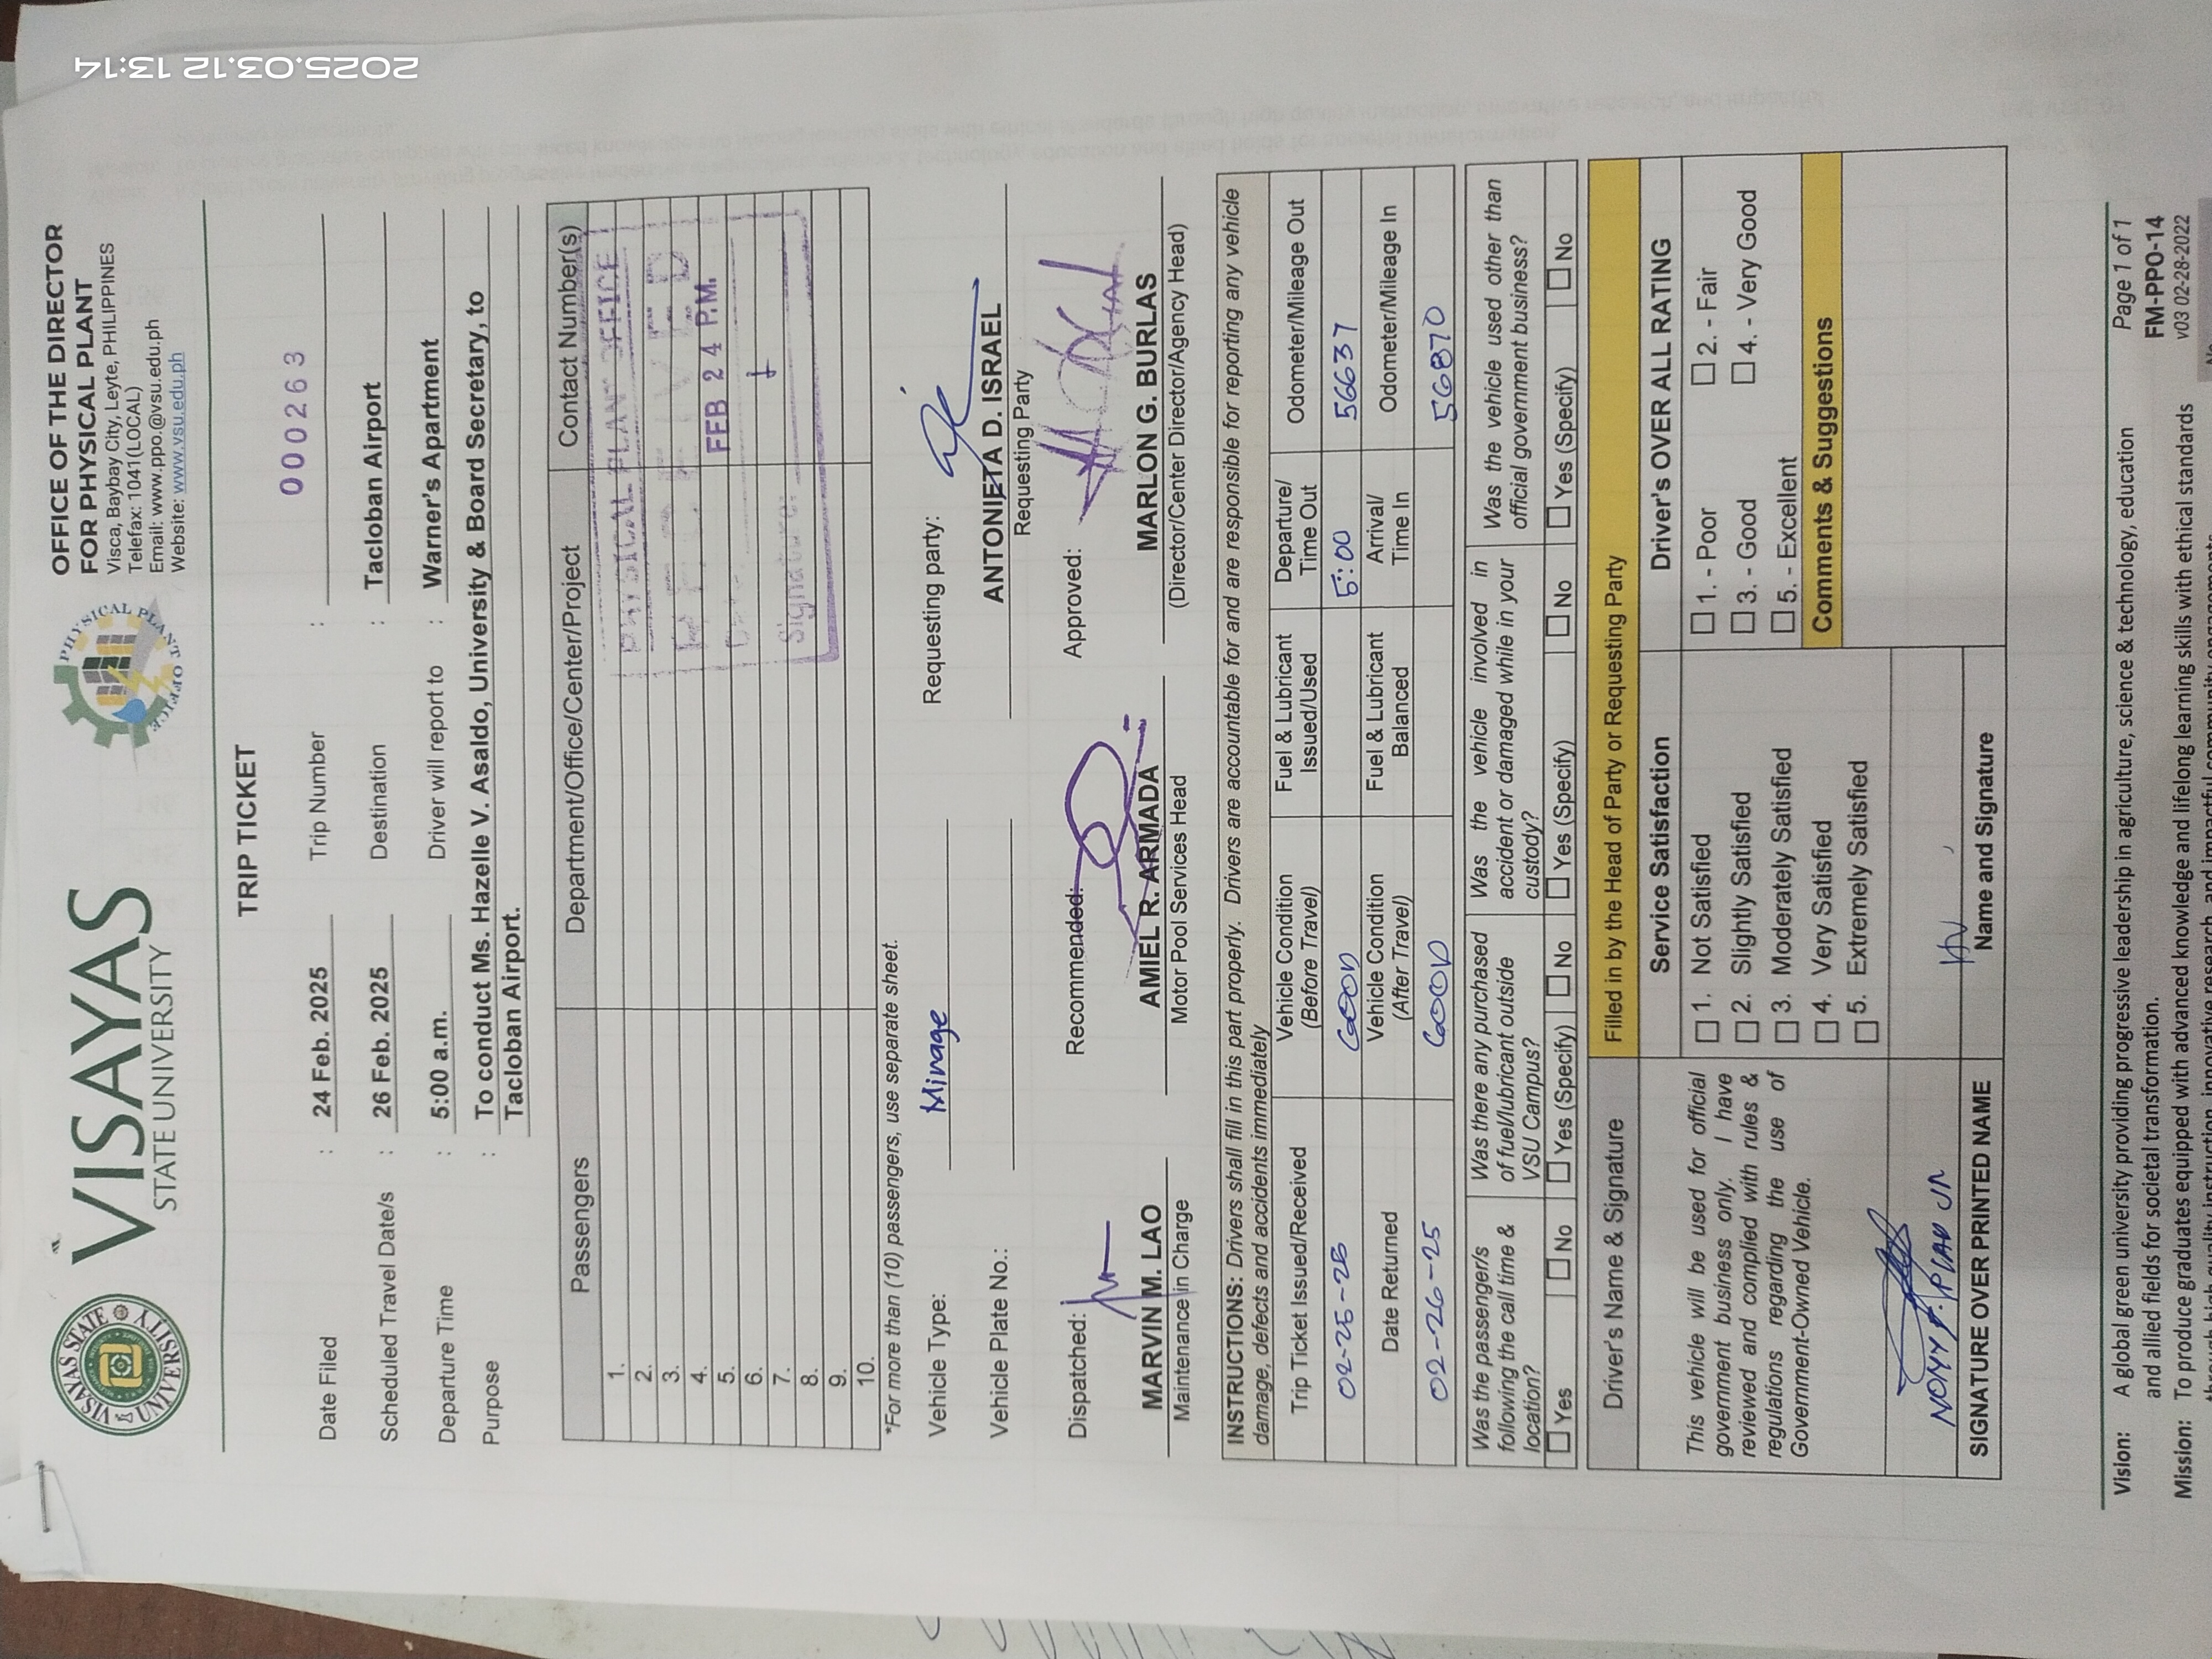 2025.03.12 13:14
VISAYAS STATE UNIVERSITY
VISAYAS
STATE UNIVERSITY
PHYSICAL PLANT OFFICE
OFFICE OF THE DIRECTOR
FOR PHYSICAL PLANT
Visca, Baybay City, Leyte, PHILIPPINES
Telefax: 1041(LOCAL)
Email: www.ppo.@vsu.edu.ph
Website: www.vsu.edu.ph
TRIP TICKET
000263
Date Filed : 24 Feb. 2025 Trip Number :
Scheduled Travel Date/s : 26 Feb. 2025 Destination : Tacloban Airport
Departure Time : 5:00 a.m. Driver will report to : Warner's Apartment
Purpose : To conduct Ms. Hazelle V. Asaldo, University & Board Secretary, to
Tacloban Airport.
Passengers Department/Office/Center/Project Contact Number(s)
1.
2.
3.
4.
5.
6.
7.
8.
9.
10.
PHYSICAL PLANT OFFICE
FEB 24 P.M.
Signature:
*For more than (10) passengers, use separate sheet.
Vehicle Type: Mirage Requesting party:
Vehicle Plate No.: ANTONIETA D. ISRAEL
Requesting Party
Dispatched: Recommended: Approved:
MARVIN M. LAO AMIEL R. ARMADA MARLON G. BURLAS
Maintenance in Charge Motor Pool Services Head (Director/Center Director/Agency Head)
INSTRUCTIONS: Drivers shall fill in this part properly. Drivers are accountable for and are responsible for reporting any vehicle
damage, defects and accidents immediately
Trip Ticket Issued/Received Vehicle Condition (Before Travel) Fuel & Lubricant Issued/Used Departure/ Time Out Odometer/Mileage Out
02-25-25 GOOD 5:00 56637
Date Returned Vehicle Condition (After Travel) Fuel & Lubricant Balanced Arrival/ Time In Odometer/Mileage In
02-26-25 GOOD 56870
Was the passenger/s following the call time & location? Was there any purchased of fuel/lubricant outside VSU Campus? Was the vehicle involved in accident or damaged while in your custody? Was the vehicle used other than official government business?
Yes No Yes (Specify) No Yes (Specify) No Yes (Specify) No
Driver's Name & Signature Filled in by the Head of Party or Requesting Party
This vehicle will be used for official
government business only. I have
reviewed and complied with rules &
regulations regarding the use of
Government-Owned Vehicle.
SIGNATURE OVER PRINTED NAME
Service Satisfaction
1. Not Satisfied
2. Slightly Satisfied
3. Moderately Satisfied
4. Very Satisfied
5. Extremely Satisfied
Name and Signature
Driver's OVER ALL RATING
1. - Poor 2. - Fair
3. - Good 4. - Very Good
5. - Excellent
Comments & Suggestions
Vision: A global green university providing progressive leadership in agriculture, science & technology, education
and allied fields for societal transformation.
Mission: To produce graduates equipped with advanced knowledge and lifelong learning skills with ethical standards
Page 1 of 1
FM-PPO-14
v03 02-28-2022
No.